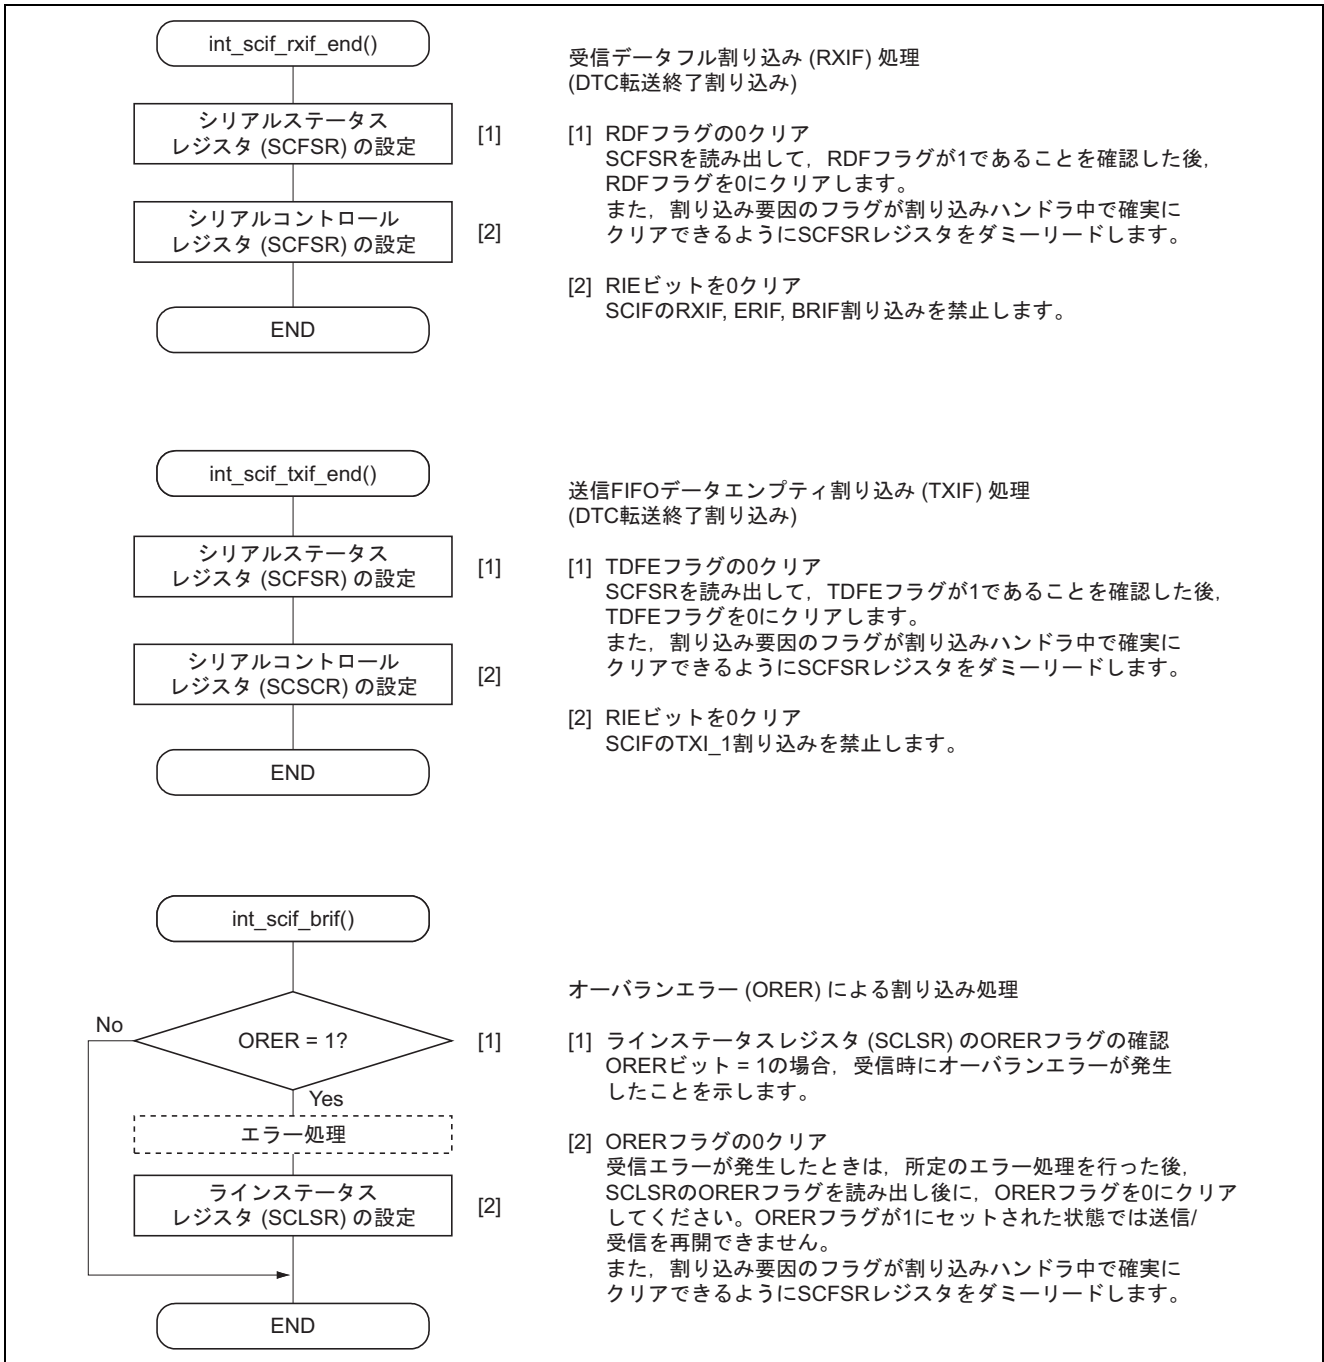 int_scif_rxif_end()
シリアルステータス
レジスタ (SCFSR) の設定
[1]
シリアルコントロール
レジスタ (SCFSR) の設定
[2]
END
受信データフル割り込み (RXIF) 処理
(DTC転送終了割り込み)
[1] RDFフラグの0クリア
SCFSRを読み出して，RDFフラグが1であることを確認した後，
RDFフラグを0にクリアします。
また，割り込み要因のフラグが割り込みハンドラ中で確実に
クリアできるようにSCFSRレジスタをダミーリードします。
[2] RIEビットを0クリア
SCIFのRXIF, ERIF, BRIF割り込みを禁止します。
int_scif_txif_end()
シリアルステータス
レジスタ (SCFSR) の設定
[1]
シリアルコントロール
レジスタ (SCSCR) の設定
[2]
END
送信FIFOデータエンプティ割り込み (TXIF) 処理
(DTC転送終了割り込み)
[1] TDFEフラグの0クリア
SCFSRを読み出して，TDFEフラグが1であることを確認した後，
TDFEフラグを0にクリアします。
また，割り込み要因のフラグが割り込みハンドラ中で確実に
クリアできるようにSCFSRレジスタをダミーリードします。
[2] RIEビットを0クリア
SCIFのTXI_1割り込みを禁止します。
int_scif_brif()
No
ORER = 1?
[1]
Yes
エラー処理
ラインステータス
レジスタ (SCLSR) の設定
[2]
END
オーバランエラー (ORER) による割り込み処理
[1] ラインステータスレジスタ (SCLSR) のORERフラグの確認
ORERビット = 1の場合，受信時にオーバランエラーが発生
したことを示します。
[2] ORERフラグの0クリア
受信エラーが発生したときは，所定のエラー処理を行った後，
SCLSRのORERフラグを読み出し後に，ORERフラグを0にクリア
してください。ORERフラグが1にセットされた状態では送信/
受信を再開できません。
また，割り込み要因のフラグが割り込みハンドラ中で確実に
クリアできるようにSCFSRレジスタをダミーリードします。